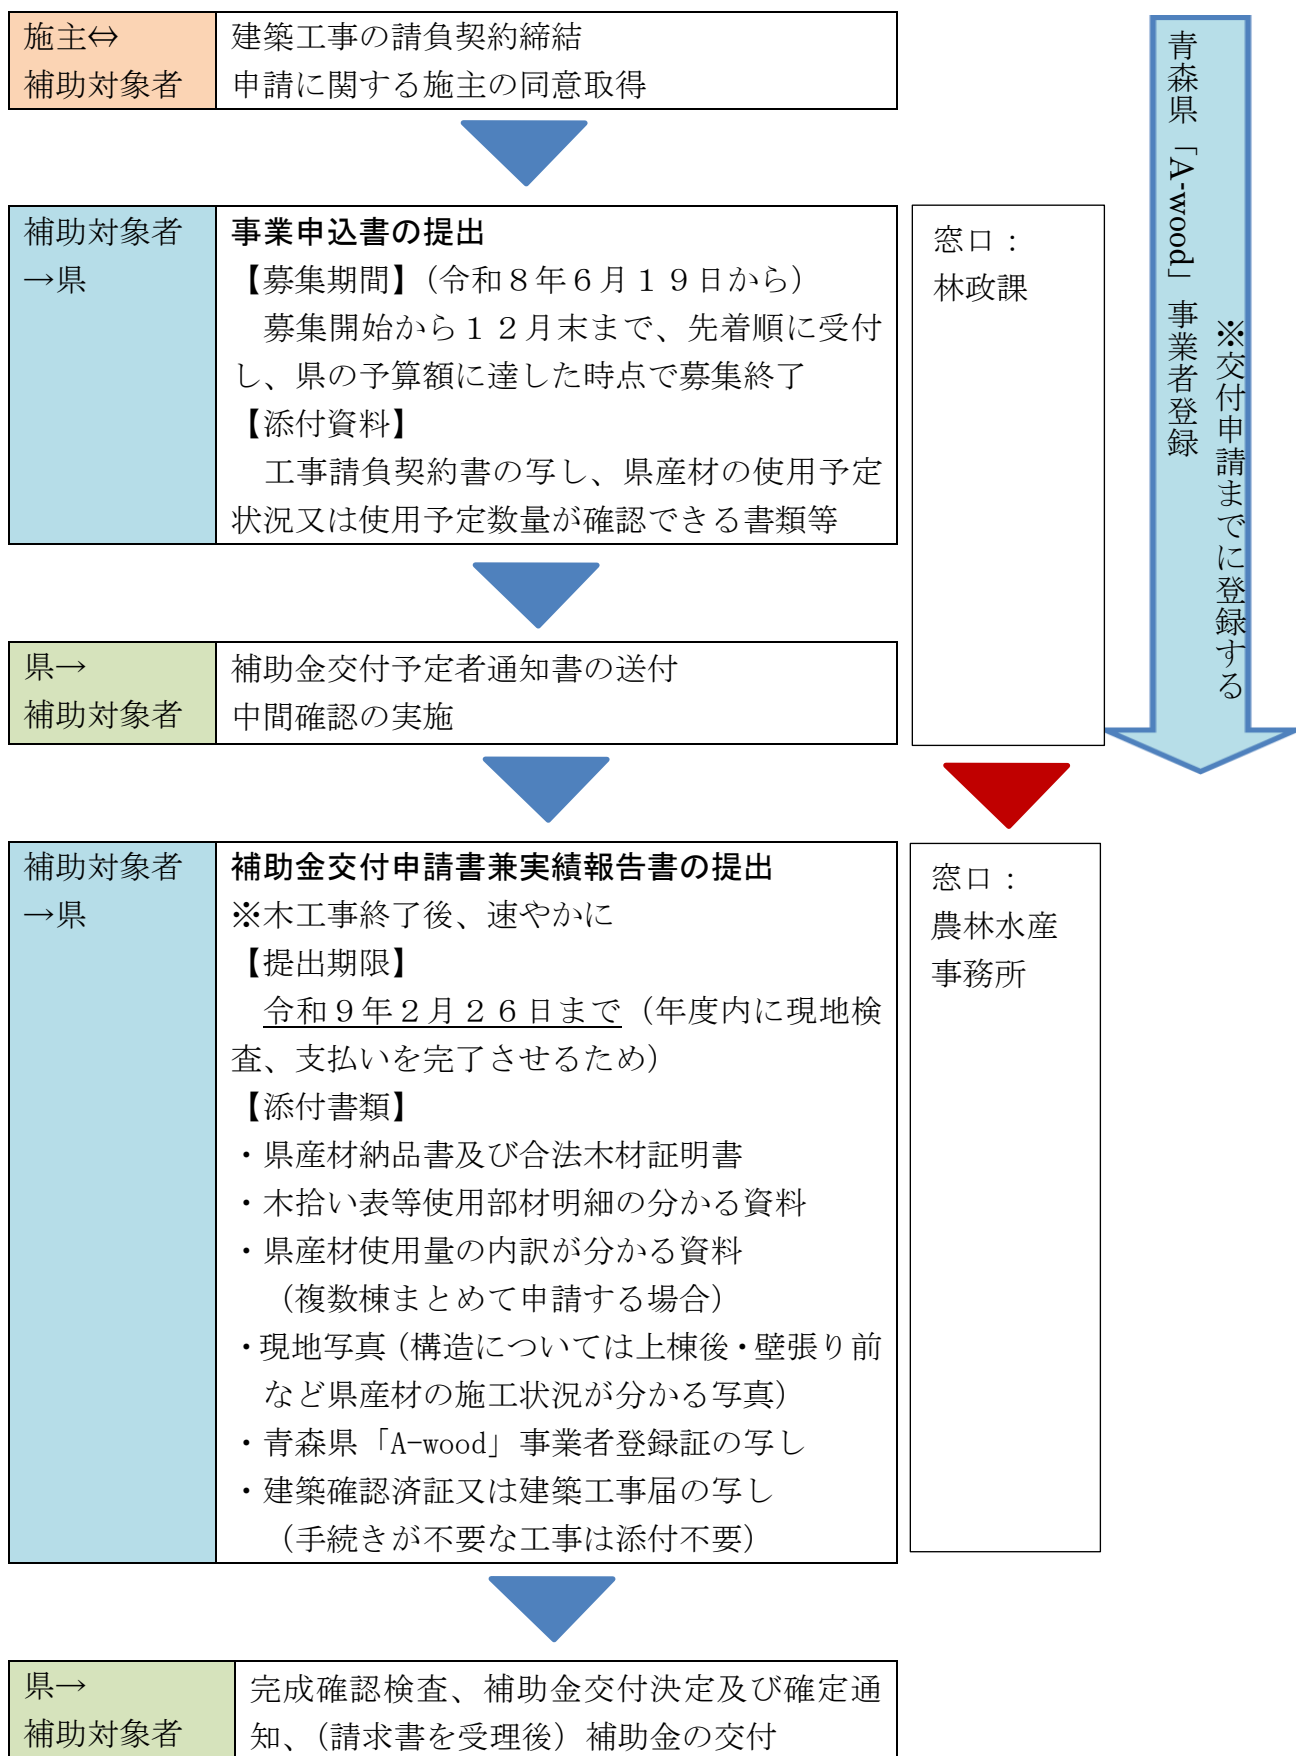 施主⇔
補助対象者
建築工事の請負契約締結
申請に関する施主の同意取得
補助対象者
→県
事業申込書の提出
【募集期間】（令和８年６月１９日から）
募集開始から１２月末まで、先着順に受付
し、県の予算額に達した時点で募集終了
【添付資料】
工事請負契約書の写し、県産材の使用予定
状況又は使用予定数量が確認できる書類等
窓口：
林政課
県→
補助対象者
補助金交付予定者通知書の送付
中間確認の実施
青森県「A-wood」事業者登録
※交付申請までに登録する
補助対象者
→県
補助金交付申請書兼実績報告書の提出
※木工事終了後、速やかに
【提出期限】
令和９年２月２６日まで（年度内に現地検
査、支払いを完了させるため）
【添付書類】
・県産材納品書及び合法木材証明書
・木拾い表等使用部材明細の分かる資料
・県産材使用量の内訳が分かる資料
（複数棟まとめて申請する場合）
・現地写真（構造については上棟後・壁張り前
など県産材の施工状況が分かる写真）
・青森県「A-wood」事業者登録証の写し
・建築確認済証又は建築工事届の写し
（手続きが不要な工事は添付不要）
窓口：
農林水産
事務所
県→
補助対象者
完成確認検査、補助金交付決定及び確定通
知、（請求書を受理後）補助金の交付